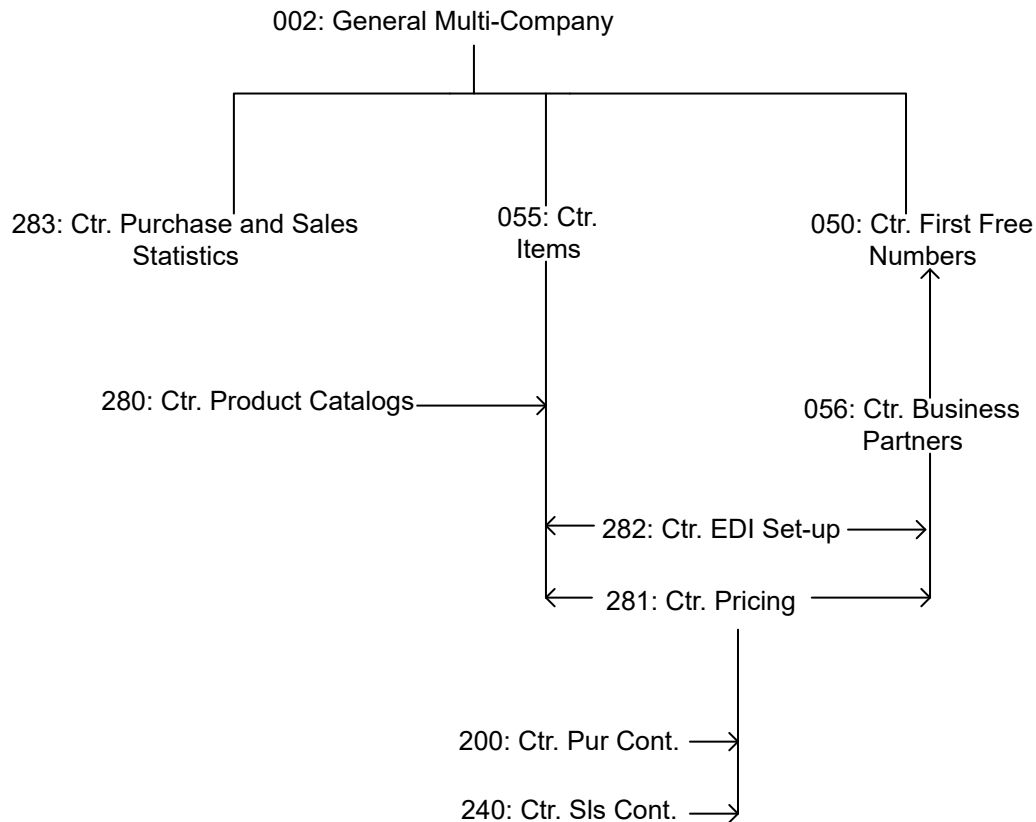 002: General Multi-Company
283: Ctr. Purchase and Sales
Statistics
055: Ctr.
Items
050: Ctr. First Free
Numbers
280: Ctr. Product Catalogs
056: Ctr. Business
Partners
282: Ctr. EDI Set-up
281: Ctr. Pricing
200: Ctr. Pur Cont.
240: Ctr. Sls Cont.